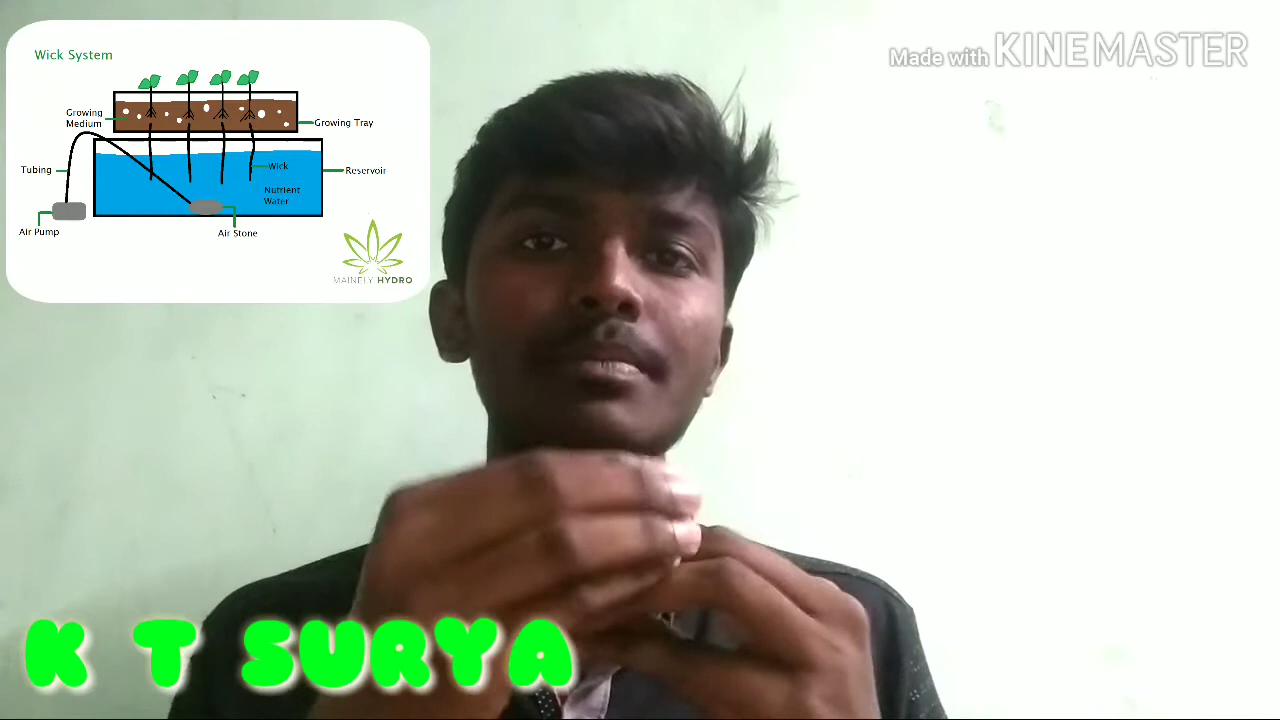 Made with KINEMASTER
Wick System
Growing
Medium
Growing Tray
Tubing
Wick
Reservoir
Nutrient
Water
Air Pump
Air Stone
MAINELY HYDRO
K T SURYA